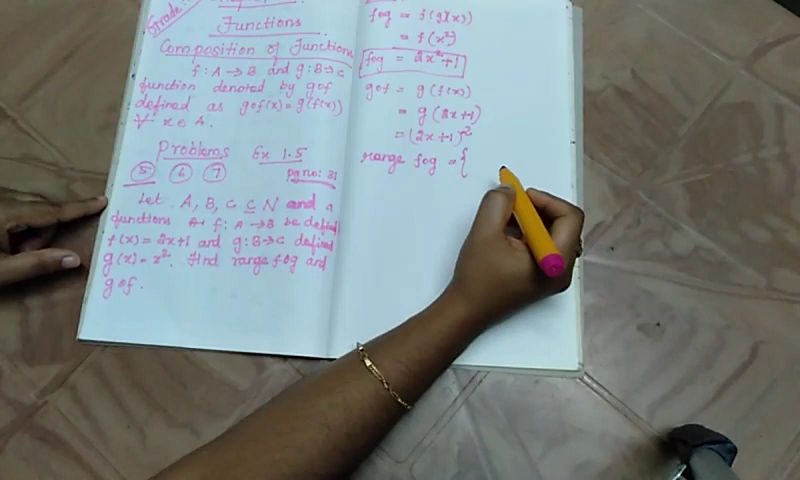 Grade
Functions
Composition of Functions
f: A → B and g: B → C
function denoted by gof
defined as gof(x) = g(f(x))
∀ x ∈ A.
Problems Ex 1.5
5 6 7 pg no: 31
Let A, B, C ⊆ N and a
functions f: A → B be defined
f(x) = 2x+1 and g: B → C defined
g(x) = x². Find range fog and
gof.
fog = f(g(x))
= f(x²)
fog = 2x²+1
gof = g(f(x))
= g(2x+1)
= (2x+1)²
range fog = {